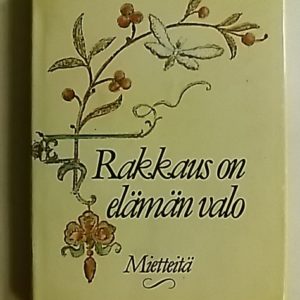 Rakkaus on
elämän valo
Mietteitä